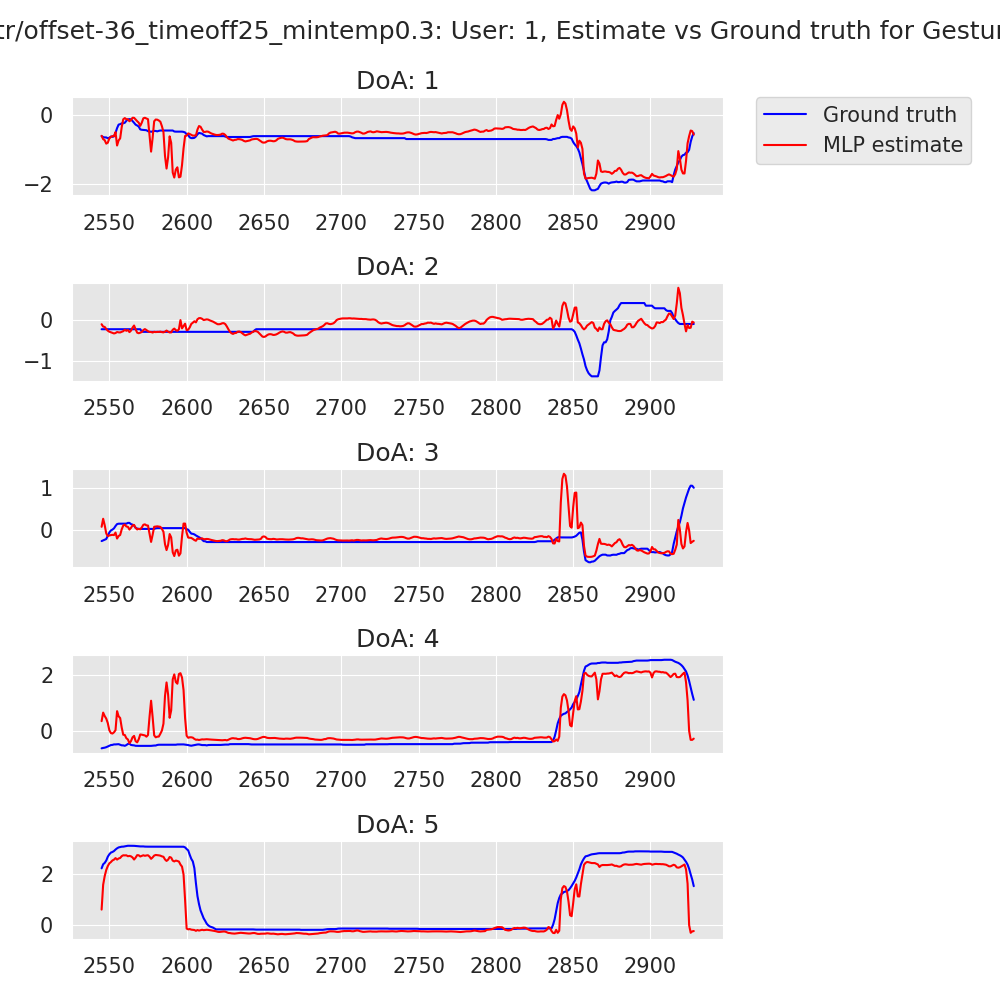 tr/offset-36_timeoff25_mintemp0.3: User: 1, Estimate vs Ground truth for Gestur
DoA: 1
Ground truth
MLP estimate
0
−2
2550 2600 2650 2700 2750 2800 2850 2900
DoA: 2
0
−1
2550 2600 2650 2700 2750 2800 2850 2900
DoA: 3
1
0
2550 2600 2650 2700 2750 2800 2850 2900
DoA: 4
2
0
2550 2600 2650 2700 2750 2800 2850 2900
DoA: 5
2
0
2550 2600 2650 2700 2750 2800 2850 2900